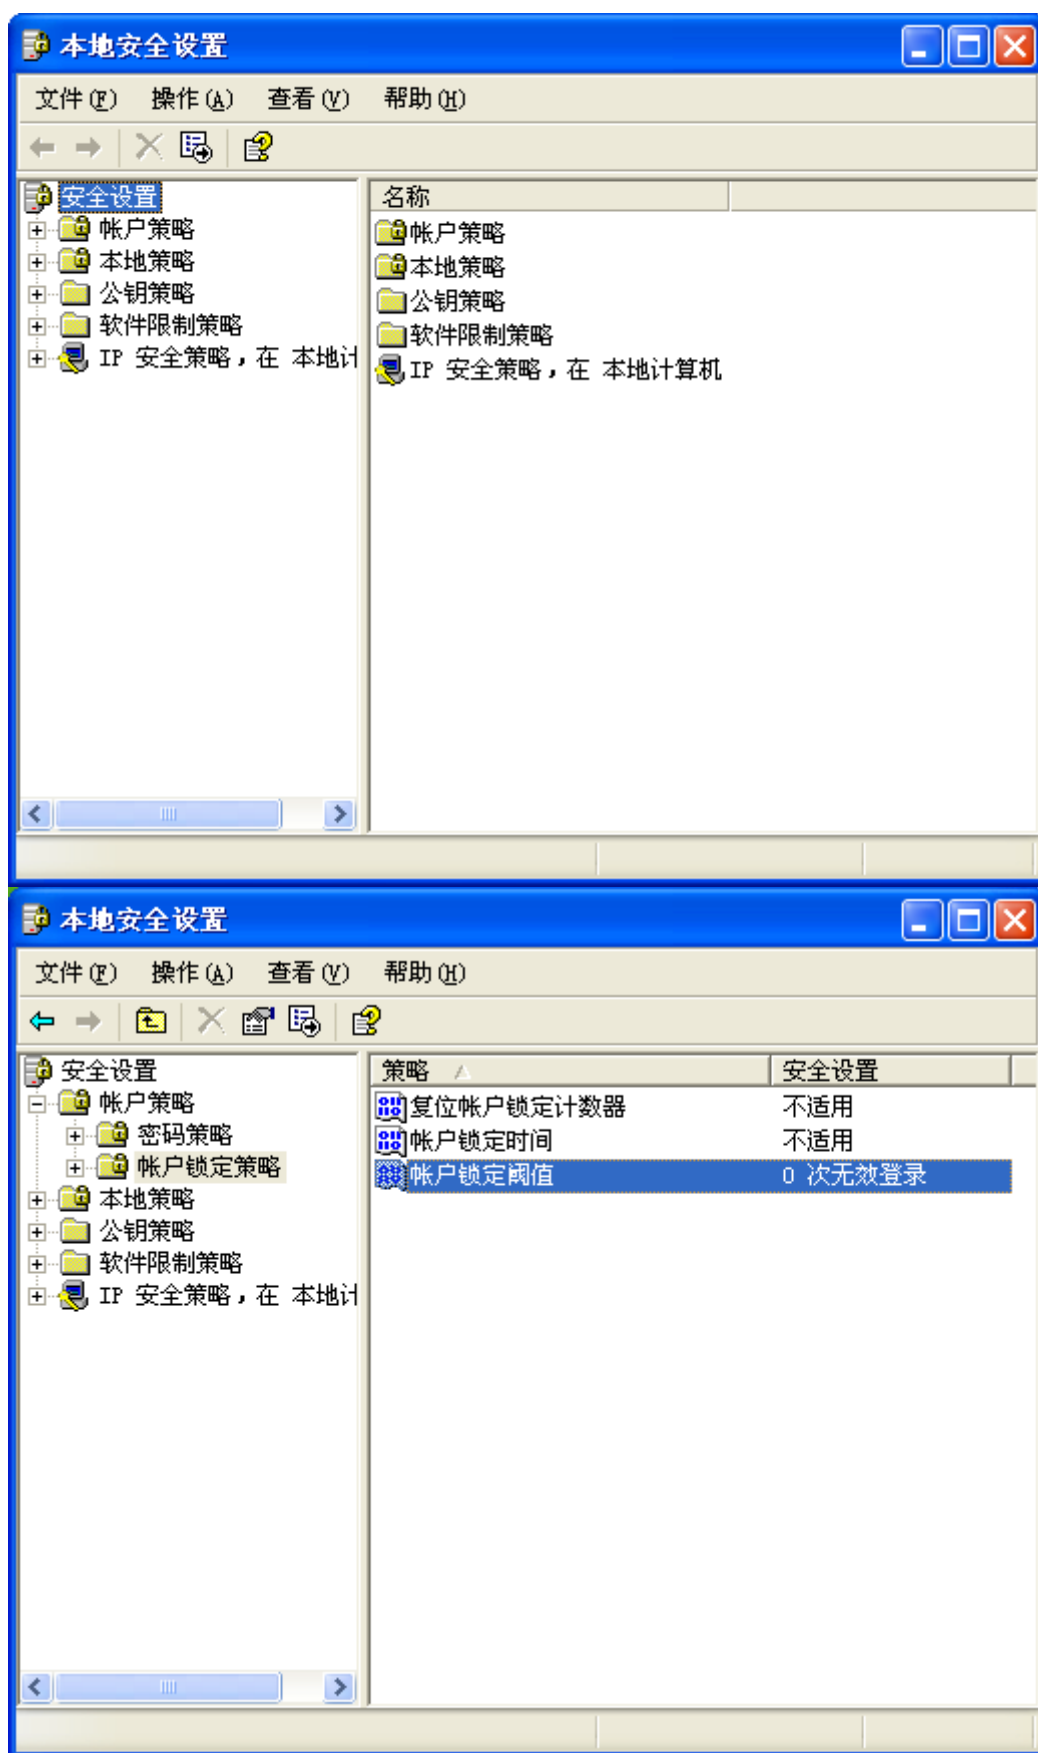 本地安全设置
文件(F) 操作(A) 查看(V) 帮助(H)
安全设置
帐户策略
本地策略
公钥策略
软件限制策略
IP 安全策略，在 本地计
名称
帐户策略
本地策略
公钥策略
软件限制策略
IP 安全策略，在 本地计算机
本地安全设置
文件(F) 操作(A) 查看(V) 帮助(H)
安全设置
帐户策略
密码策略
帐户锁定策略
本地策略
公钥策略
软件限制策略
IP 安全策略，在 本地计
策略 安全设置
复位帐户锁定计数器 不适用
帐户锁定时间 不适用
帐户锁定阈值 0 次无效登录